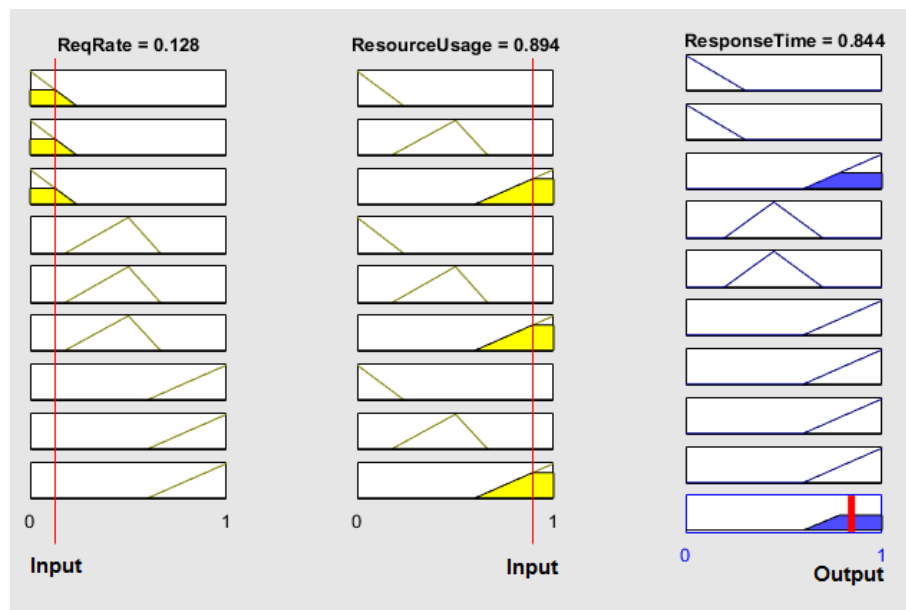 ReqRate = 0.128
ResourceUsage = 0.894
ResponseTime = 0.844
0 1
0 1
0 1
Input
Input
Output